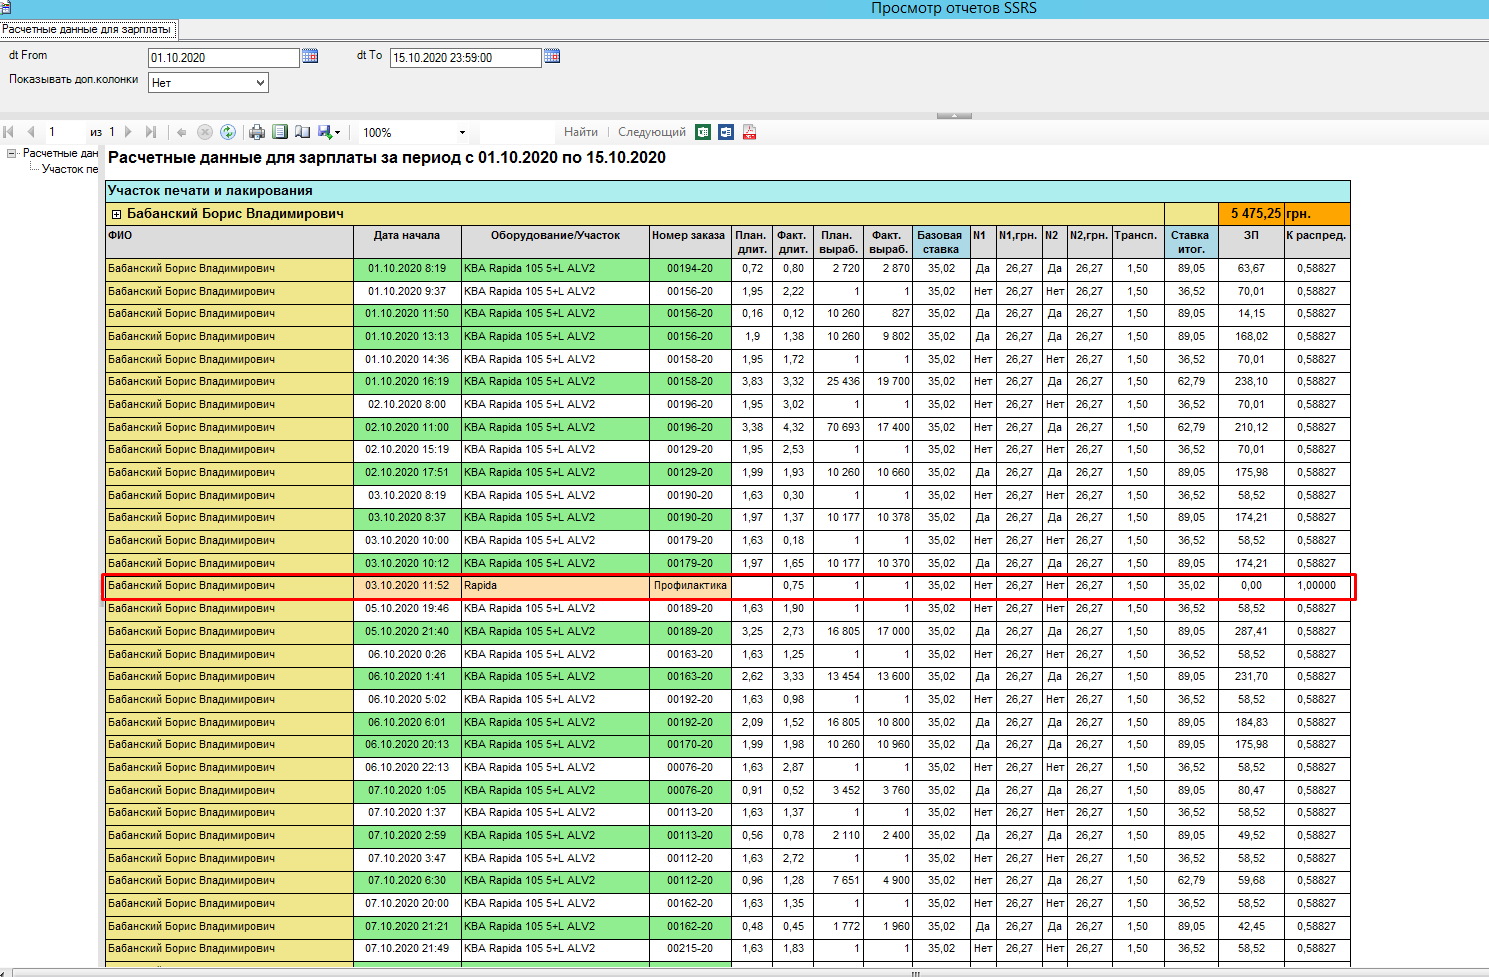 Просмотр отчетов SSRS
Расчетные данные для зарплаты
dt From 01.10.2020 dt To 15.10.2020 23:59:00
Показывать доп.колонки Нет
1 из 1 100% Найти Следующий
Расчетные дан
Участок пе
Расчетные данные для зарплаты за период с 01.10.2020 по 15.10.2020
Участок печати и лакирования
Бабанский Борис Владимирович 5 475,25 грн.
ФИО Дата начала Оборудование/Участок Номер заказа План. длит. Факт. длит. План. выраб. Факт. выраб. Базовая ставка N1 N1,грн. N2 N2,грн. Трансп. Ставка итог. ЗП К распред.
Бабанский Борис Владимирович 01.10.2020 8:19 KBA Rapida 105 5+L ALV2 00194-20 0,72 0,80 2 720 2 870 35,02 Да 26,27 Да 26,27 1,50 89,05 63,67 0,58827
Бабанский Борис Владимирович 01.10.2020 9:37 KBA Rapida 105 5+L ALV2 00156-20 1,95 2,22 1 1 35,02 Нет 26,27 Нет 26,27 1,50 36,52 70,01 0,58827
Бабанский Борис Владимирович 01.10.2020 11:50 KBA Rapida 105 5+L ALV2 00156-20 0,16 0,12 10 260 827 35,02 Да 26,27 Да 26,27 1,50 89,05 14,15 0,58827
Бабанский Борис Владимирович 01.10.2020 13:13 KBA Rapida 105 5+L ALV2 00156-20 1,9 1,38 10 260 9 802 35,02 Да 26,27 Да 26,27 1,50 89,05 168,02 0,58827
Бабанский Борис Владимирович 01.10.2020 14:36 KBA Rapida 105 5+L ALV2 00158-20 1,95 1,72 1 1 35,02 Нет 26,27 Нет 26,27 1,50 36,52 70,01 0,58827
Бабанский Борис Владимирович 01.10.2020 16:19 KBA Rapida 105 5+L ALV2 00158-20 3,83 3,32 25 436 19 700 35,02 Нет 26,27 Да 26,27 1,50 62,79 238,10 0,58827
Бабанский Борис Владимирович 02.10.2020 8:00 KBA Rapida 105 5+L ALV2 00196-20 1,95 3,02 1 1 35,02 Нет 26,27 Нет 26,27 1,50 36,52 70,01 0,58827
Бабанский Борис Владимирович 02.10.2020 11:00 KBA Rapida 105 5+L ALV2 00196-20 3,38 4,32 70 693 17 400 35,02 Нет 26,27 Да 26,27 1,50 62,79 210,12 0,58827
Бабанский Борис Владимирович 02.10.2020 15:19 KBA Rapida 105 5+L ALV2 00129-20 1,95 2,53 1 1 35,02 Нет 26,27 Нет 26,27 1,50 36,52 70,01 0,58827
Бабанский Борис Владимирович 02.10.2020 17:51 KBA Rapida 105 5+L ALV2 00129-20 1,99 1,93 10 260 10 660 35,02 Да 26,27 Да 26,27 1,50 89,05 175,98 0,58827
Бабанский Борис Владимирович 03.10.2020 8:19 KBA Rapida 105 5+L ALV2 00190-20 1,63 0,30 1 1 35,02 Нет 26,27 Нет 26,27 1,50 36,52 58,52 0,58827
Бабанский Борис Владимирович 03.10.2020 8:37 KBA Rapida 105 5+L ALV2 00190-20 1,97 1,37 10 177 10 378 35,02 Да 26,27 Да 26,27 1,50 89,05 174,21 0,58827
Бабанский Борис Владимирович 03.10.2020 10:00 KBA Rapida 105 5+L ALV2 00179-20 1,63 0,18 1 1 35,02 Нет 26,27 Нет 26,27 1,50 36,52 58,52 0,58827
Бабанский Борис Владимирович 03.10.2020 10:12 KBA Rapida 105 5+L ALV2 00179-20 1,97 1,65 10 177 10 370 35,02 Да 26,27 Да 26,27 1,50 89,05 174,21 0,58827
Бабанский Борис Владимирович 03.10.2020 11:52 Rapida Профилактика 0,75 1 1 35,02 Нет 26,27 Нет 26,27 1,50 35,02 0,00 1,00000
Бабанский Борис Владимирович 05.10.2020 19:46 KBA Rapida 105 5+L ALV2 00189-20 1,63 1,90 1 1 35,02 Нет 26,27 Нет 26,27 1,50 36,52 58,52 0,58827
Бабанский Борис Владимирович 05.10.2020 21:40 KBA Rapida 105 5+L ALV2 00189-20 3,25 2,73 16 805 17 000 35,02 Да 26,27 Да 26,27 1,50 89,05 287,41 0,58827
Бабанский Борис Владимирович 06.10.2020 0:26 KBA Rapida 105 5+L ALV2 00163-20 1,63 1,25 1 1 35,02 Нет 26,27 Нет 26,27 1,50 36,52 58,52 0,58827
Бабанский Борис Владимирович 06.10.2020 1:41 KBA Rapida 105 5+L ALV2 00163-20 2,62 3,33 13 454 13 600 35,02 Да 26,27 Да 26,27 1,50 89,05 231,70 0,58827
Бабанский Борис Владимирович 06.10.2020 5:02 KBA Rapida 105 5+L ALV2 00192-20 1,63 0,98 1 1 35,02 Нет 26,27 Нет 26,27 1,50 36,52 58,52 0,58827
Бабанский Борис Владимирович 06.10.2020 6:01 KBA Rapida 105 5+L ALV2 00192-20 2,09 1,52 16 805 10 800 35,02 Да 26,27 Да 26,27 1,50 89,05 184,83 0,58827
Бабанский Борис Владимирович 06.10.2020 20:13 KBA Rapida 105 5+L ALV2 00170-20 1,99 1,98 10 260 10 960 35,02 Да 26,27 Да 26,27 1,50 89,05 175,98 0,58827
Бабанский Борис Владимирович 06.10.2020 22:13 KBA Rapida 105 5+L ALV2 00076-20 1,63 2,87 1 1 35,02 Нет 26,27 Нет 26,27 1,50 36,52 58,52 0,58827
Бабанский Борис Владимирович 07.10.2020 1:05 KBA Rapida 105 5+L ALV2 00076-20 0,91 0,52 3 452 3 760 35,02 Да 26,27 Да 26,27 1,50 89,05 80,47 0,58827
Бабанский Борис Владимирович 07.10.2020 1:37 KBA Rapida 105 5+L ALV2 00113-20 1,63 1,37 1 1 35,02 Нет 26,27 Нет 26,27 1,50 36,52 58,52 0,58827
Бабанский Борис Владимирович 07.10.2020 2:59 KBA Rapida 105 5+L ALV2 00113-20 0,56 0,78 2 110 2 400 35,02 Да 26,27 Да 26,27 1,50 89,05 49,52 0,58827
Бабанский Борис Владимирович 07.10.2020 3:47 KBA Rapida 105 5+L ALV2 00112-20 1,63 2,72 1 1 35,02 Нет 26,27 Нет 26,27 1,50 36,52 58,52 0,58827
Бабанский Борис Владимирович 07.10.2020 6:30 KBA Rapida 105 5+L ALV2 00112-20 0,96 1,28 7 651 4 900 35,02 Нет 26,27 Да 26,27 1,50 62,79 59,68 0,58827
Бабанский Борис Владимирович 07.10.2020 20:00 KBA Rapida 105 5+L ALV2 00162-20 1,63 1,35 1 1 35,02 Нет 26,27 Нет 26,27 1,50 36,52 58,52 0,58827
Бабанский Борис Владимирович 07.10.2020 21:21 KBA Rapida 105 5+L ALV2 00162-20 0,48 0,45 1 772 1 960 35,02 Да 26,27 Да 26,27 1,50 89,05 42,45 0,58827
Бабанский Борис Владимирович 07.10.2020 21:49 KBA Rapida 105 5+L ALV2 00215-20 1,63 1,83 1 1 35,02 Нет 26,27 Нет 26,27 1,50 36,52 58,52 0,58827